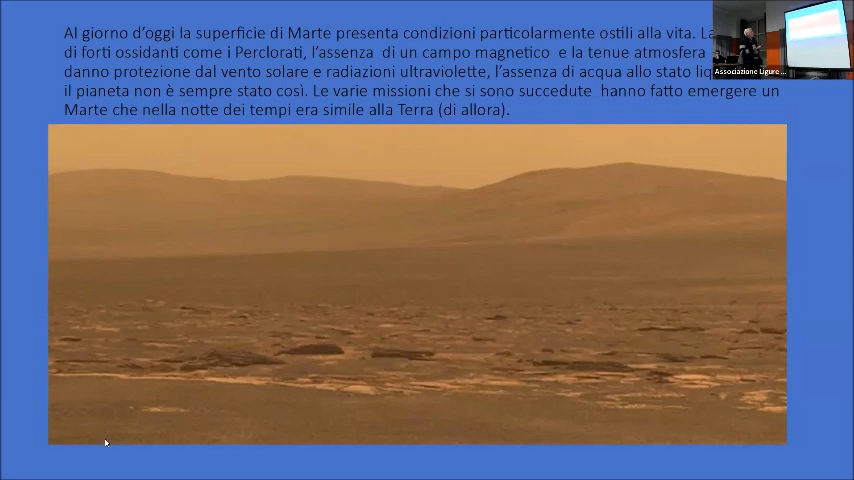 Al giorno d’oggi la superficie di Marte presenta condizioni particolarmente ostili alla vita.
di forti ossidanti come i Perclorati, l’assenza di un campo magnetico e la tenue atmosfera
danno protezione dal vento solare e radiazioni ultraviolette, l’assenza di acqua allo stato
il pianeta non è sempre stato così. Le varie missioni che si sono succedute hanno fatto emergere un
Marte che nella notte dei tempi era simile alla Terra (di allora).
Associazione Ligure ...